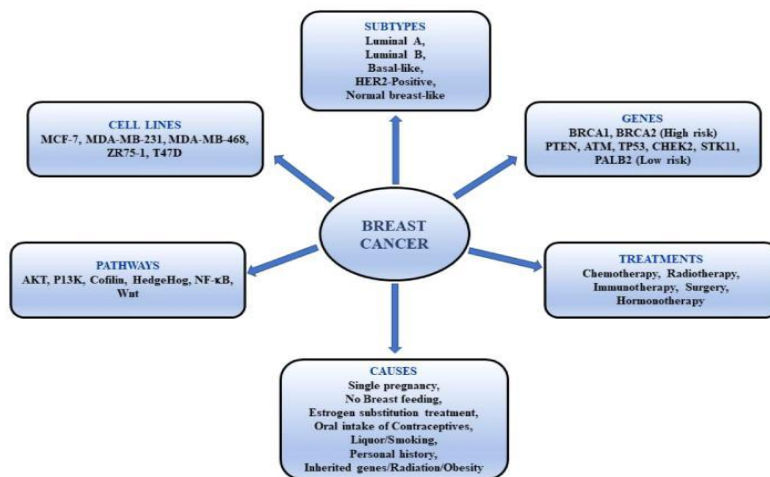 SUBTYPES
Luminal A,
Luminal B,
Basal-like,
HER2-Positive,
Normal breast-like
CELL LINES
MCF-7, MDA-MB-231, MDA-MB-468,
ZR75-1, T47D
GENES
BRCA1, BRCA2 (High risk)
PTEN, ATM, TP53, CHEK2, STK11,
PALB2 (Low risk)
BREAST
CANCER
PATHWAYS
AKT, P13K, Cofilin, HedgeHog, NF-κB,
Wnt
TREATMENTS
Chemotherapy, Radiotherapy,
Immunotherapy, Surgery,
Hormonotherapy
CAUSES
Single pregnancy,
No Breast feeding,
Estrogen substitution treatment,
Oral intake of Contraceptives,
Liquor/Smoking,
Personal history,
Inherited genes/Radiation/Obesity